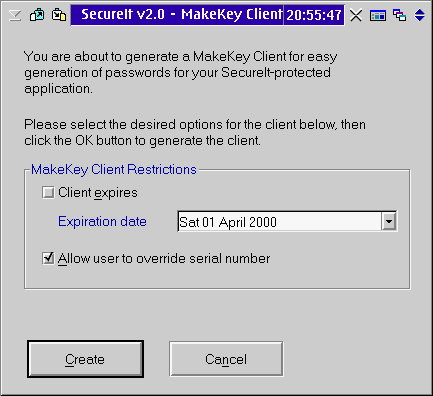 SecureIt v2.0 - MakeKey Client 20:55:47
You are about to generate a MakeKey Client for easy
generation of passwords for your SecureIt-protected
application.
Please select the desired options for the client below, then
click the OK button to generate the client.
MakeKey Client Restrictions
Client expires
Expiration date Sat 01 April 2000
Allow user to override serial number
Create Cancel